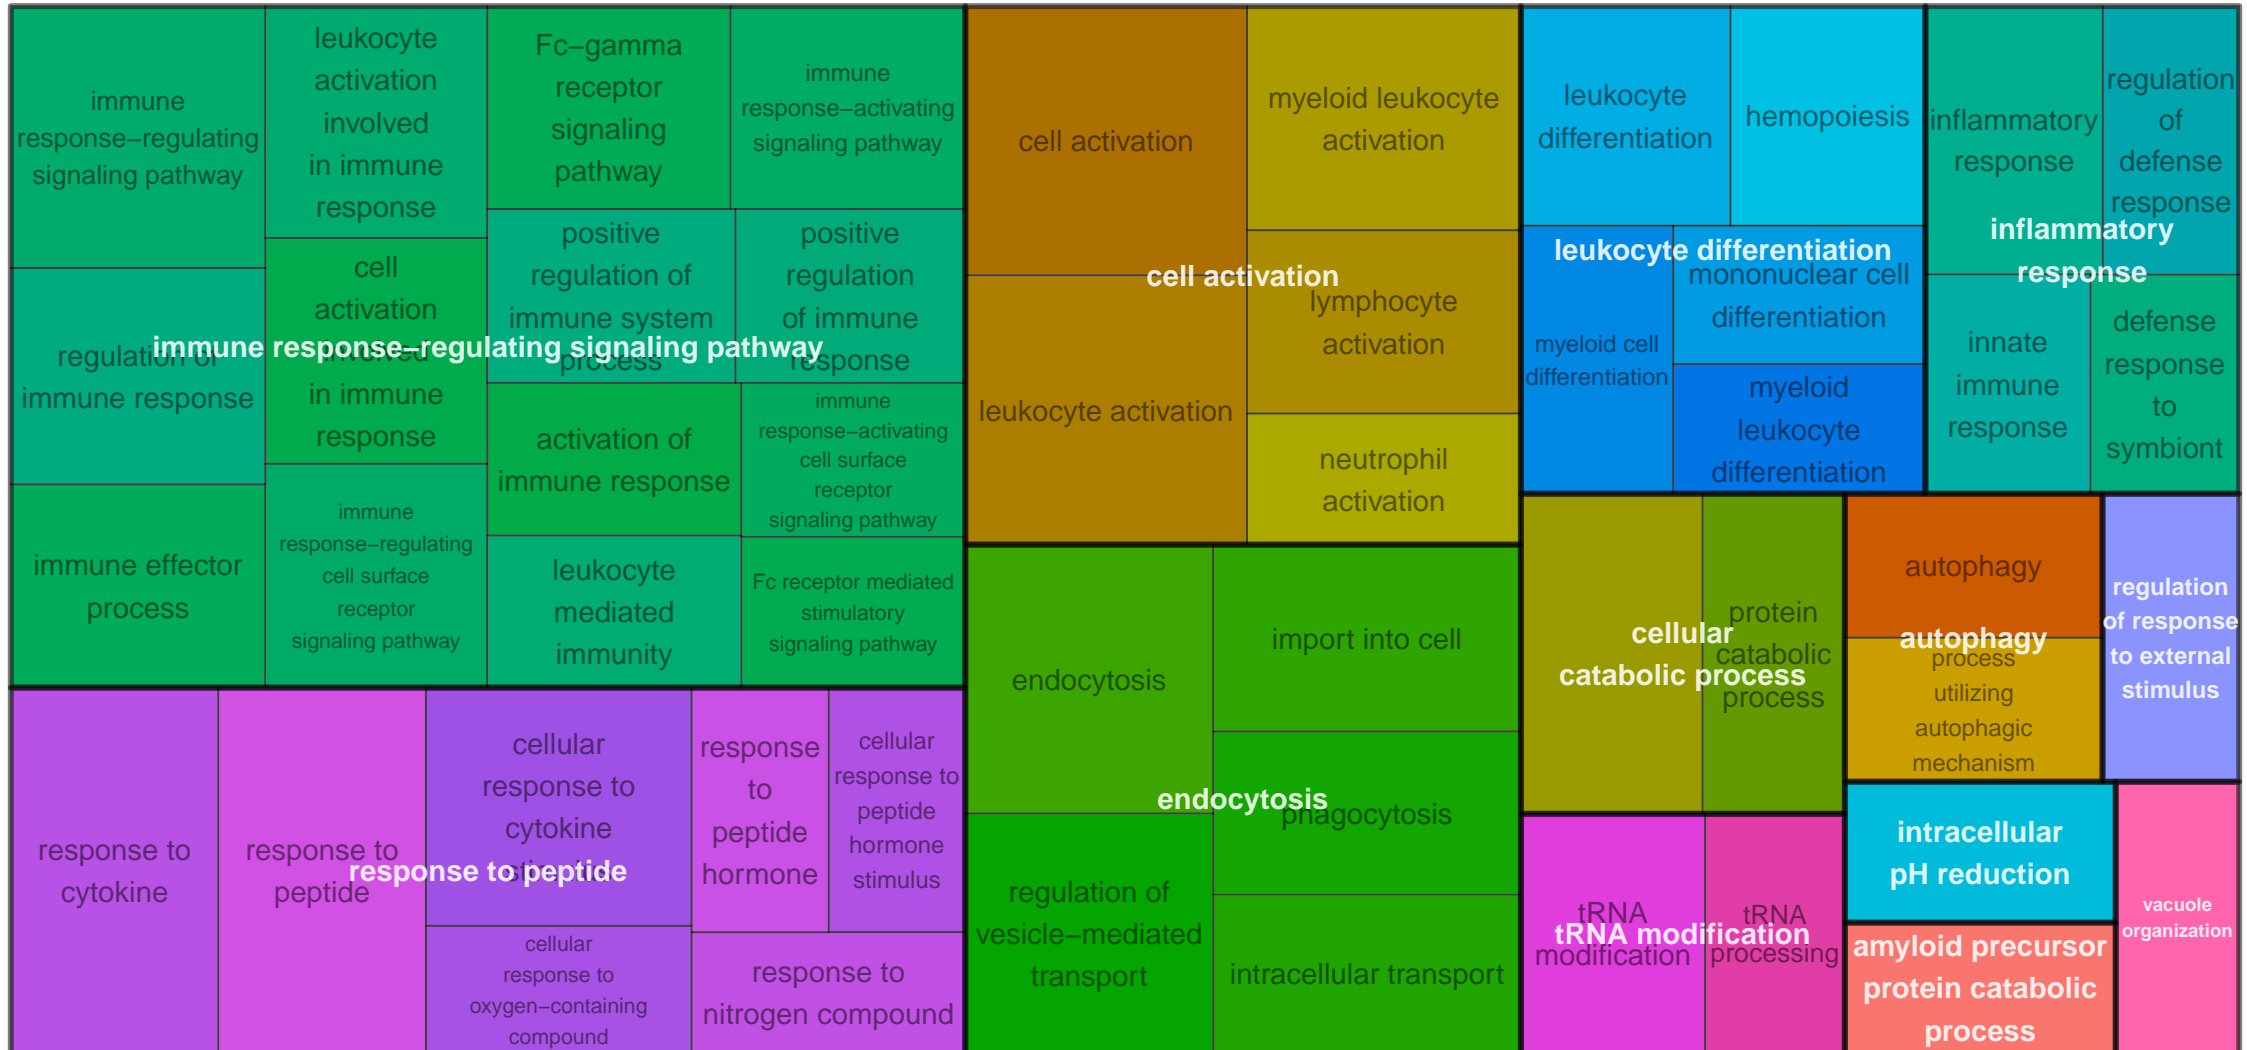 immune
response−regulating
signaling pathway
leukocyte
activation
involved
in immune
response
Fc−gamma
receptor
signaling
pathway
immune
response−activating
signaling pathway
regulation of
immune response
cell
activation
involved
in immune
response
positive
regulation of
immune system
process
positive
regulation
of immune
response
immune response−regulating signaling pathway
activation of
immune response
immune
response−activating
cell surface
receptor
signaling pathway
immune effector
process
immune
response−regulating
cell surface
receptor
signaling pathway
leukocyte
mediated
immunity
Fc receptor mediated
stimulatory
signaling pathway
response to
cytokine
response to
peptide
cellular
response to
cytokine
stimulus
response
to
peptide
hormone
cellular
response to
peptide
hormone
stimulus
response to peptide
cellular
response to
oxygen−containing
compound
response to
nitrogen compound
cell activation
myeloid leukocyte
activation
cell activation
leukocyte activation
lymphocyte
activation
neutrophil
activation
endocytosis
import into cell
endocytosis
phagocytosis
regulation of
vesicle−mediated
transport
intracellular transport
leukocyte
differentiation
hemopoiesis
leukocyte differentiation
myeloid cell
differentiation
mononuclear cell
differentiation
myeloid
leukocyte
differentiation
inflammatory
response
regulation
of
defense
response
inflammatory
response
innate
immune
response
defense
response
to
symbiont
cellular
catabolic process
protein
catabolic
process
autophagy
autophagy
process
utilizing
autophagic
mechanism
regulation
of response
to external
stimulus
tRNA
modification
tRNA
processing
tRNA modification
intracellular
pH reduction
amyloid precursor
protein catabolic
process
vacuole
organization